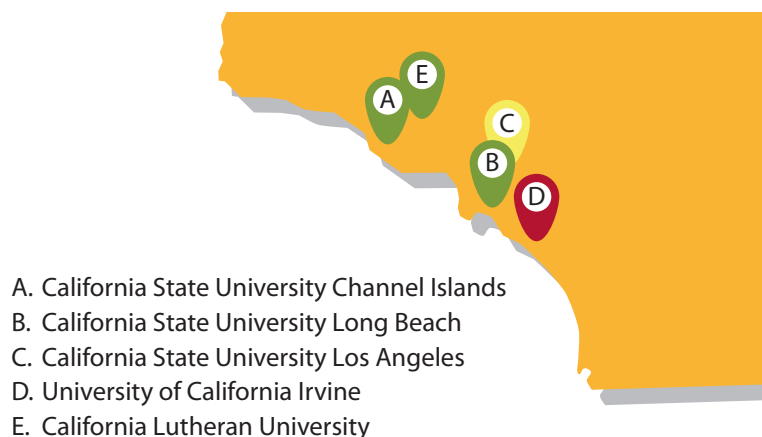 E
A
C
B
D
A. California State University Channel Islands
B. California State University Long Beach
C. California State University Los Angeles
D. University of California Irvine
E. California Lutheran University